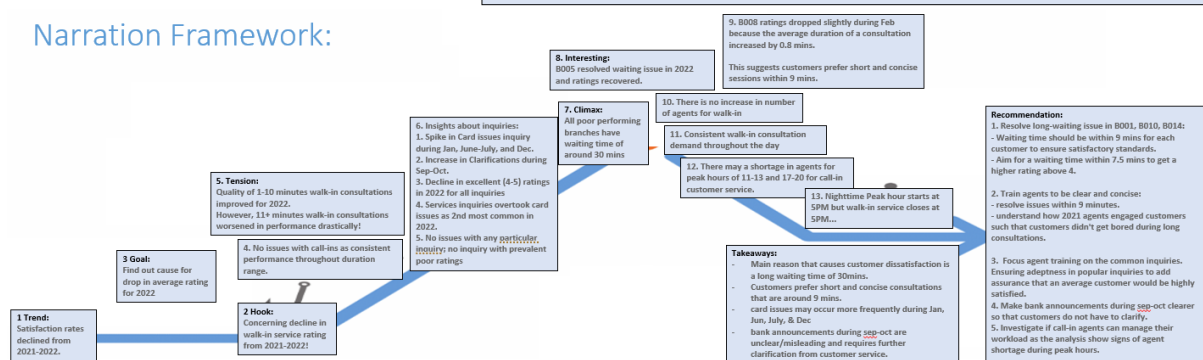 Narration Framework:
1 Trend:
Satisfaction rates
declined from
2021-2022.
2 Hook:
Concerning decline in
walk-in service rating
from 2021-2022!
3 Goal:
Find out cause for
drop in average rating
for 2022
4. No issues with call-ins as consistent
performance throughout duration
range.
5. Tension:
Quality of 1-10 minutes walk-in consultations
improved for 2022.
However, 11+ minutes walk-in consultations
worsened in performance drastically!
6. Insights about inquiries:
1. Spike in Card issues inquiry
during Jan, June-July, and Dec.
2. Increase in Clarifications during
Sep-Oct.
3. Decline in excellent (4-5) ratings
in 2022 for all inquiries
4. Services inquiries overtook card
issues as 2nd most common in
2022.
5. No issues with any particular
inquiry: no inquiry with prevalent
poor ratings
7. Climax:
All poor performing
branches have
waiting time of
around 30 mins
8. Interesting:
B005 resolved waiting issue in 2022
and ratings recovered.
9. B008 ratings dropped slightly during Feb
because the average duration of a consultation
increased by 0.8 mins.
This suggests customers prefer short and concise
sessions within 9 mins.
10. There is no increase in number
of agents for walk-in
11. Consistent walk-in consultation
demand throughout the day
12. There may a shortage in agents for
peak hours of 11-13 and 17-20 for call-in
customer service.
13. Nighttime Peak hour starts at
5PM but walk-in service closes at
5PM...
Takeaways:
- Main reason that causes customer dissatisfaction is
a long waiting time of 30mins.
- Customers prefer short and concise consultations
that are around 9 mins.
- card issues may occur more frequently during Jan,
Jun, July, & Dec
- bank announcements during sep-oct are
unclear/misleading and requires further
clarification from customer service.
Recommendation:
1. Resolve long-waiting issue in B001, B010, B014:
- Waiting time should be within 9 mins for each
customer to ensure satisfactory standards.
- Aim for a waiting time within 7.5 mins to get a
higher rating above 4.
2. Train agents to be clear and concise:
- resolve issues within 9 minutes.
- understand how 2021 agents engaged customers
such that customers didn't get bored during long
consultations.
3. Focus agent training on the common inquiries.
Ensuring adeptness in popular inquiries to add
assurance that an average customer would be highly
satisfied.
4. Make bank announcements during sep-oct clearer
so that customers do not have to clarify.
5. Investigate if call-in agents can manage their
workload as the analysis show signs of agent
shortage during peak hours.